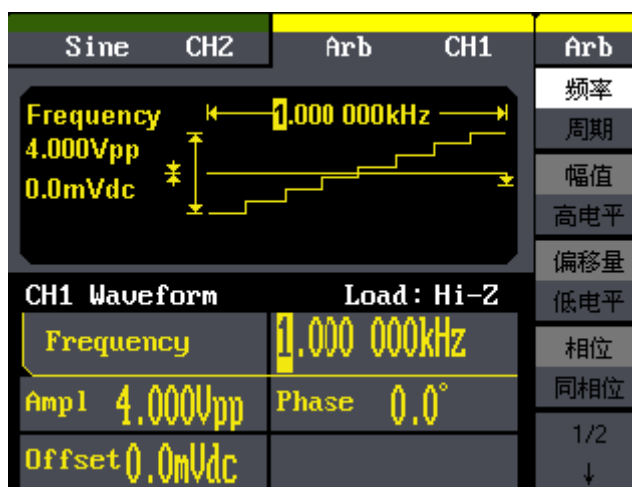 Sine CH2 Arb CH1 Arb
Frequency 1.000 000kHz
4.000Vpp
0.0mVdc
CH1 Waveform Load: Hi-Z
Frequency 1.000 000kHz
Ampl 4.000Vpp Phase 0.0°
Offset 0.0mVdc
频率
周期
幅值
高电平
偏移量
低电平
相位
同相位
1/2
↓